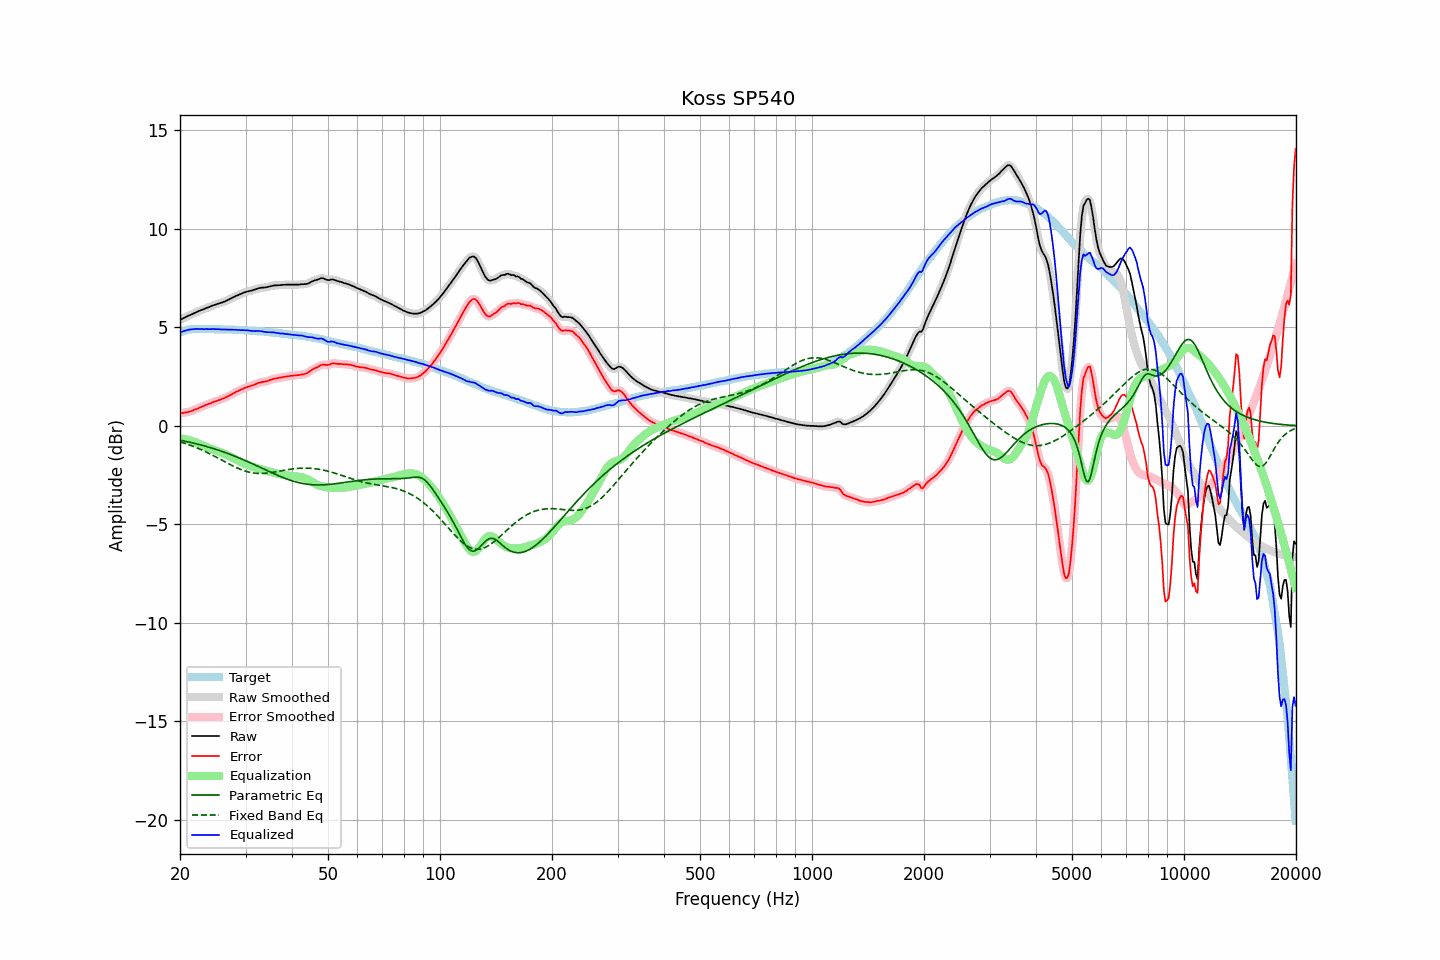 Koss SP540
15
10
5
0
−5
−10
−15
−20
Amplitude (dBr)
Target
Raw Smoothed
Error Smoothed
Raw
Error
Equalization
Parametric Eq
Fixed Band Eq
Equalized
20 50 100 200 500 1000 2000 5000 10000 20000
Frequency (Hz)